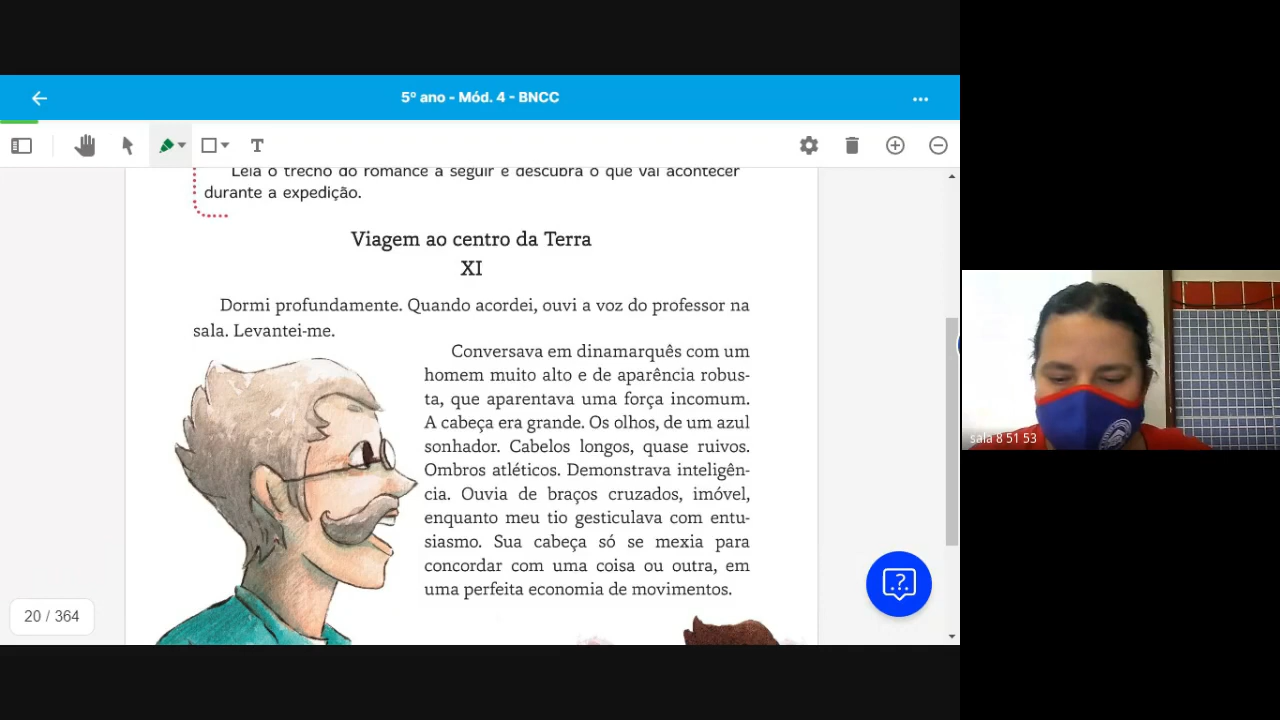 5º ano - Mód. 4 - BNCC
T
Leia o trecho do romance a seguir e descubra o que vai acontecer
durante a expedição.
Viagem ao centro da Terra
XI
Dormi profundamente. Quando acordei, ouvi a voz do professor na
sala. Levantei-me.
Conversava em dinamarquês com um
homem muito alto e de aparência robus-
ta, que aparentava uma força incomum.
A cabeça era grande. Os olhos, de um azul
sonhador. Cabelos longos, quase ruivos.
Ombros atléticos. Demonstrava inteligên-
cia. Ouvia de braços cruzados, imóvel,
enquanto meu tio gesticulava com entu-
siasmo. Sua cabeça só se mexia para
concordar com uma coisa ou outra, em
uma perfeita economia de movimentos.
20 / 364
sala 8 51 53